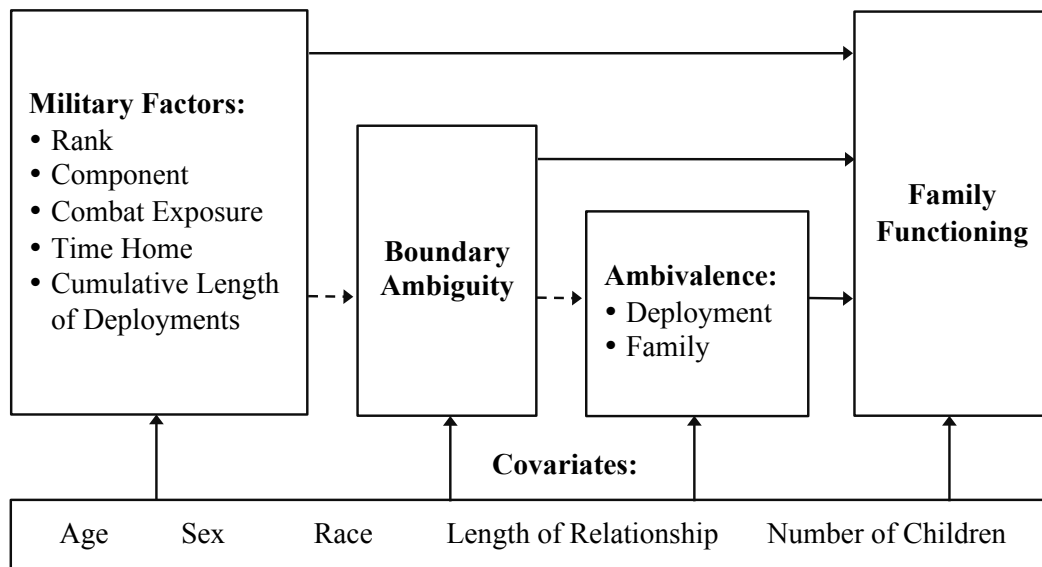 Military Factors:
• Rank
• Component
• Combat Exposure
• Time Home
• Cumulative Length
of Deployments
Boundary
Ambiguity
Ambivalence:
• Deployment
• Family
Family
Functioning
Covariates:
Age Sex Race Length of Relationship Number of Children